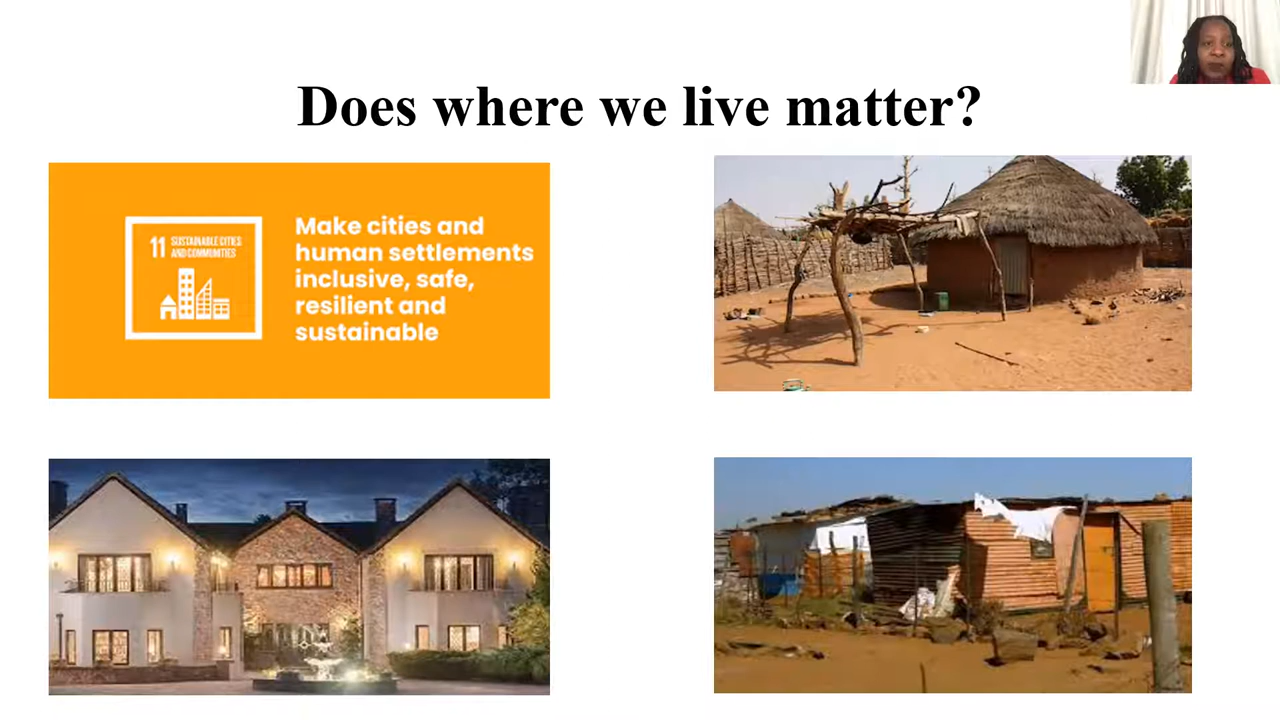 Does where we live matter?
11 SUSTAINABLE CITIES
AND COMMUNITIES
Make cities and
human settlements
inclusive, safe,
resilient and
sustainable